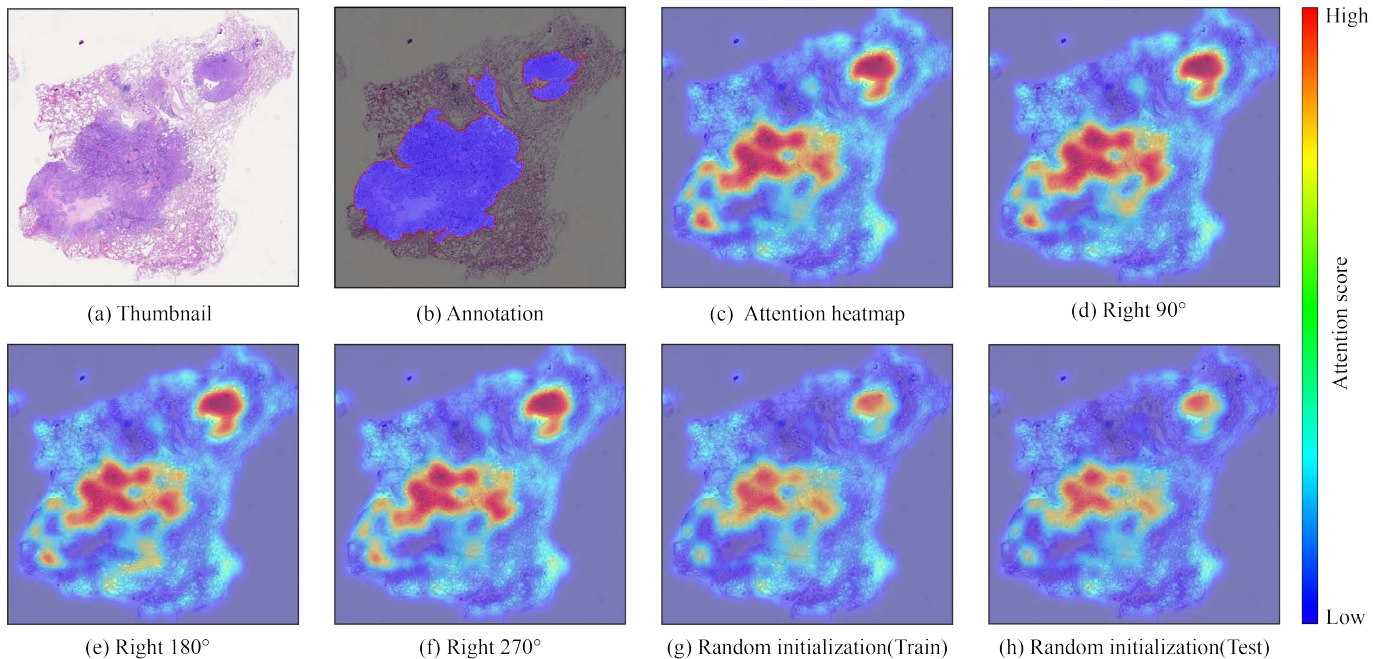 High
(a) Thumbnail
(b) Annotation
(c) Attention heatmap
(d) Right 90°
Attention score
(e) Right 180°
(f) Right 270°
(g) Random initialization(Train)
(h) Random initialization(Test)
Low